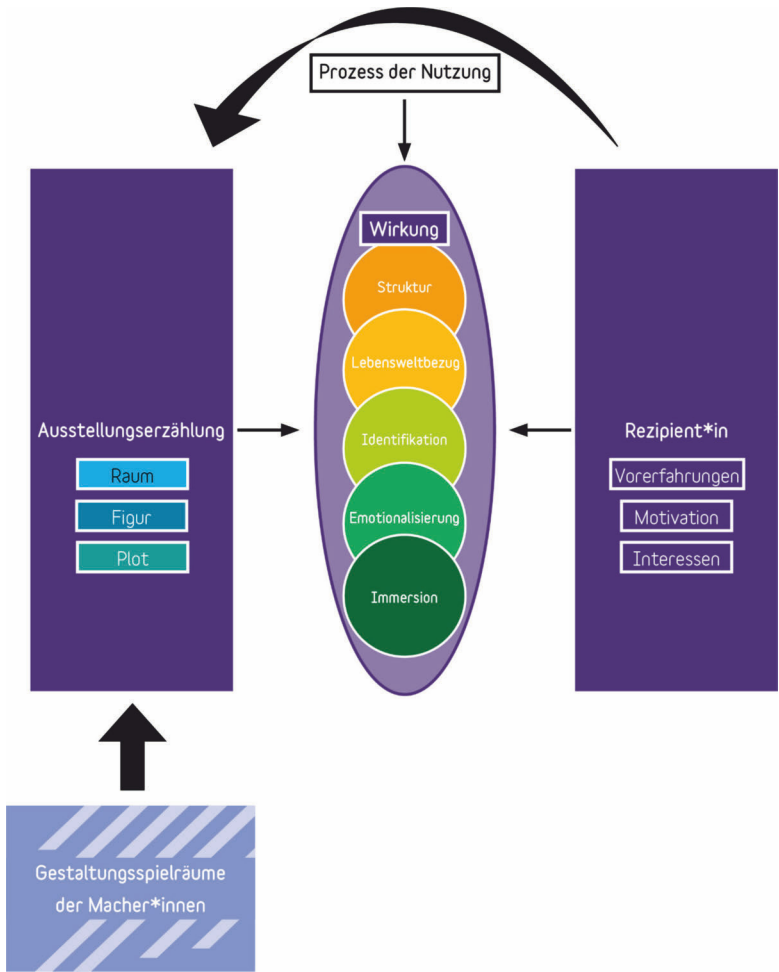 Prozess der Nutzung
Wirkung
Struktur
Lebensweltbezug
Identifikation
Emotionalisierung
Immersion
Ausstellungserzählung
Raum
Figur
Plot
Rezipient*in
Vorerfahrungen
Motivation
Interessen
Gestaltungsspielräume
der Macher*innen